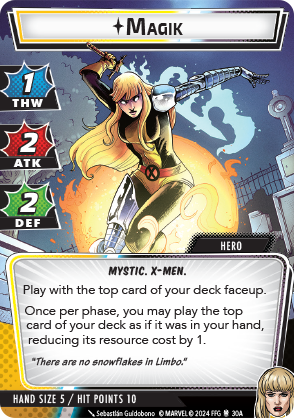 Magik
1
THW
2
ATK
2
DEF
HERO
MYSTIC. X-MEN.
Play with the top card of your deck faceup.
Once per phase, you may play the top
card of your deck as if it was in your hand,
reducing its resource cost by 1.
"There are no snowflakes in Limbo."
HAND SIZE 5 / HIT POINTS 10
Sebastián Guidobono © MARVEL © 2024 FFG 30A